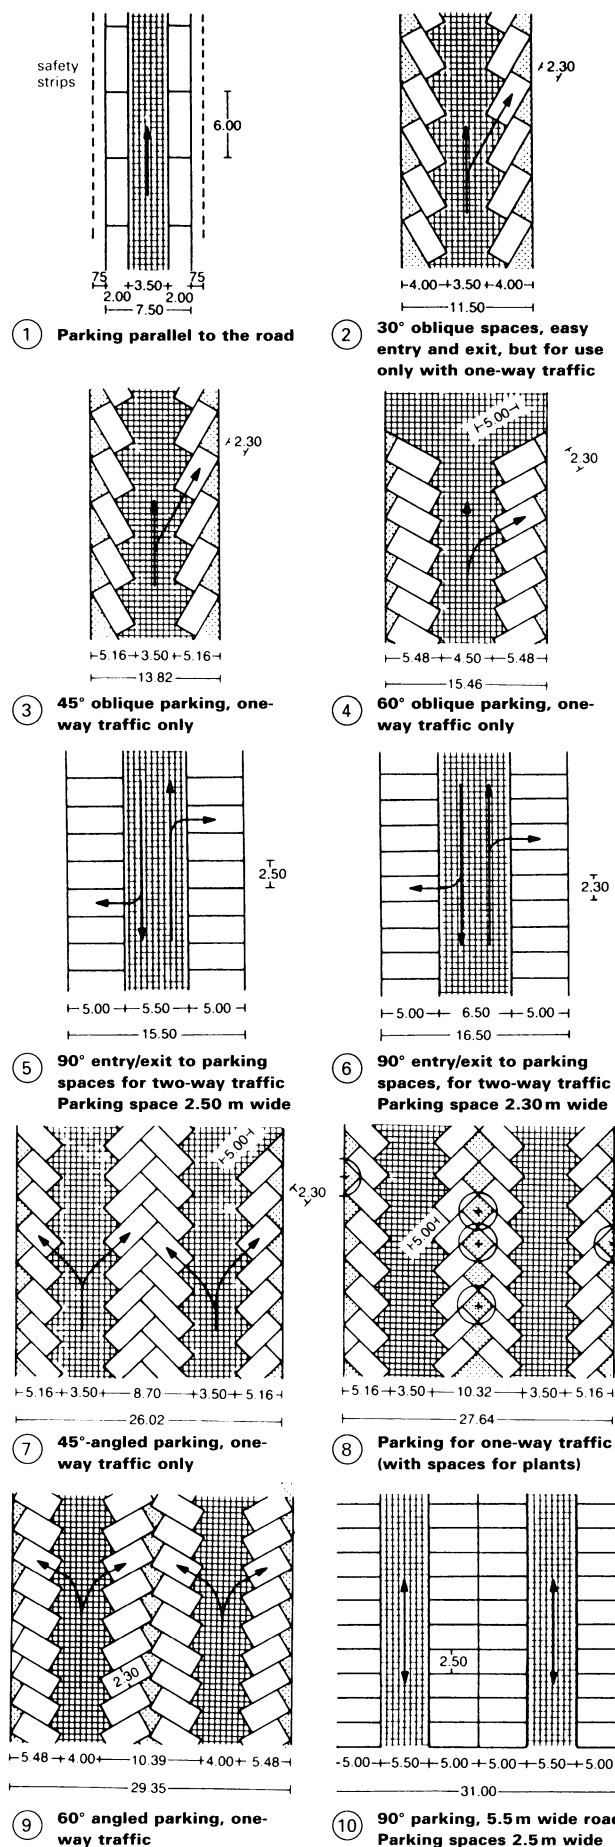 safety
strips
6.00
75 3.50 75
2.00 2.00
7.50
1 Parking parallel to the road
2.30
4.00 3.50 4.00
11.50
2 30° oblique spaces, easy
entry and exit, but for use
only with one-way traffic
2.30
5.16 3.50 5.16
13.82
3 45° oblique parking, one-
way traffic only
5.00
2.30
5.48 4.50 5.48
15.46
4 60° oblique parking, one-
way traffic only
2.50
5.00 5.50 5.00
15.50
5 90° entry/exit to parking
spaces for two-way traffic
Parking space 2.50 m wide
2.30
5.00 6.50 5.00
16.50
6 90° entry/exit to parking
spaces, for two-way traffic
Parking space 2.30 m wide
5.00
2.30
5.16 3.50 8.70 3.50 5.16
26.02
7 45°-angled parking, one-
way traffic only
5.00
5.16 3.50 10.32 3.50 5.16
27.64
8 Parking for one-way traffic
(with spaces for plants)
2.30
5.48 4.00 10.39 4.00 5.48
29.35
9 60° angled parking, one-
way traffic
2.50
5.00 5.50 5.00 5.00 5.50 5.00
31.00
10 90° parking, 5.5m wide road
Parking spaces 2.5m wide